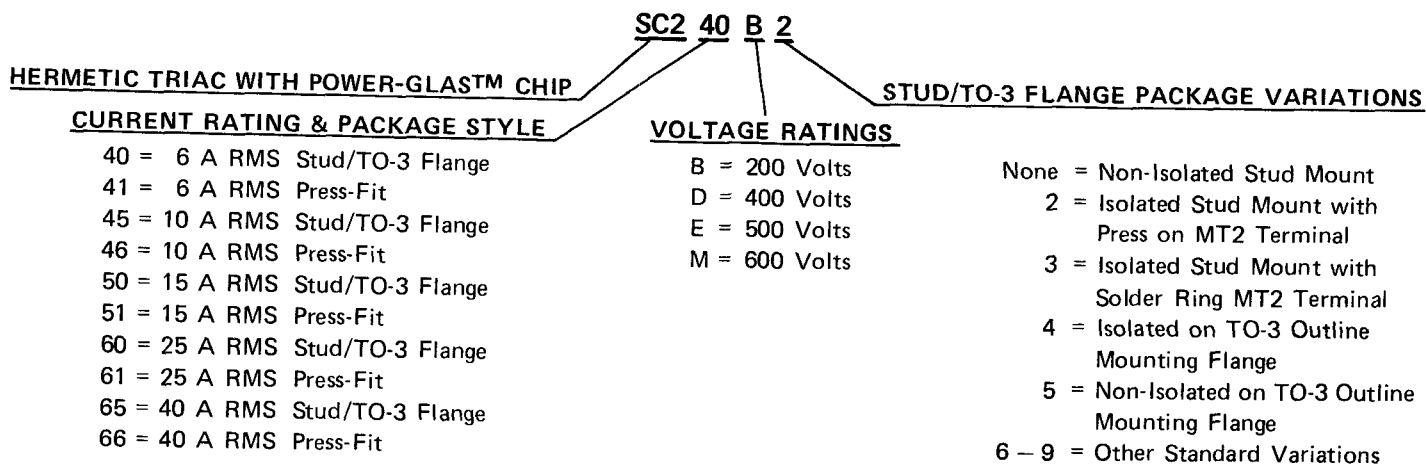 SC2 40 B 2
HERMETIC TRIAC WITH POWER-GLAS™ CHIP
CURRENT RATING & PACKAGE STYLE
40 = 6 A RMS Stud/TO-3 Flange
41 = 6 A RMS Press-Fit
45 = 10 A RMS Stud/TO-3 Flange
46 = 10 A RMS Press-Fit
50 = 15 A RMS Stud/TO-3 Flange
51 = 15 A RMS Press-Fit
60 = 25 A RMS Stud/TO-3 Flange
61 = 25 A RMS Press-Fit
65 = 40 A RMS Stud/TO-3 Flange
66 = 40 A RMS Press-Fit
VOLTAGE RATINGS
B = 200 Volts
D = 400 Volts
E = 500 Volts
M = 600 Volts
STUD/TO-3 FLANGE PACKAGE VARIATIONS
None = Non-Isolated Stud Mount
2 = Isolated Stud Mount with
Press on MT2 Terminal
3 = Isolated Stud Mount with
Solder Ring MT2 Terminal
4 = Isolated on TO-3 Outline
Mounting Flange
5 = Non-Isolated on TO-3 Outline
Mounting Flange
6 – 9 = Other Standard Variations